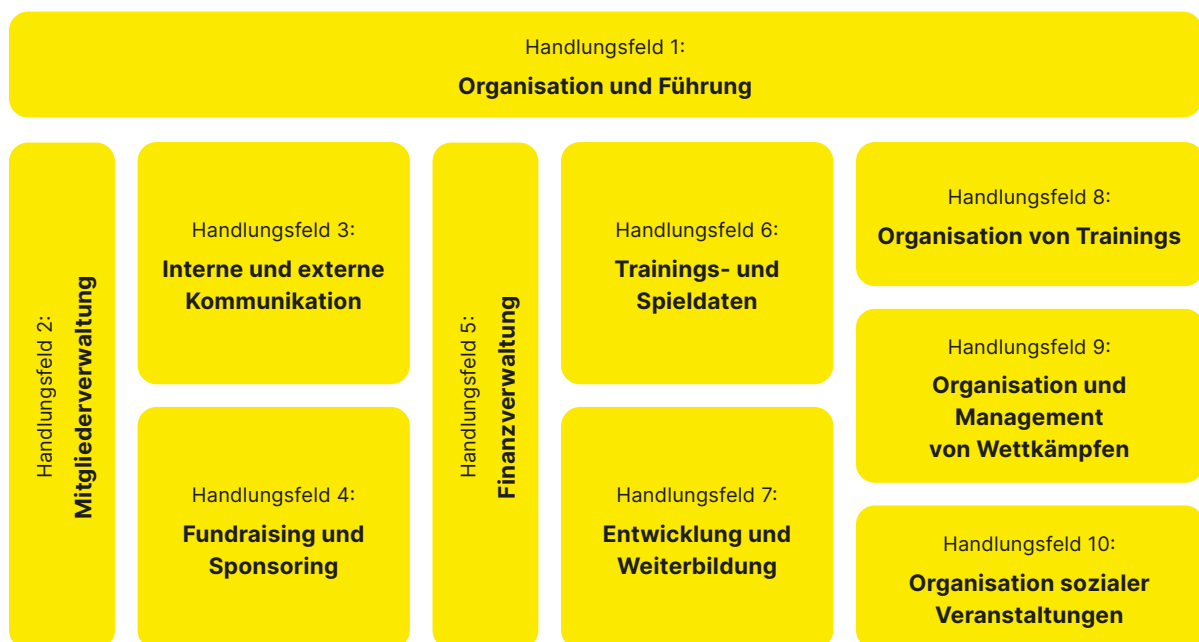 Handlungsfeld 1:
Organisation und Führung
Handlungsfeld 2:
Mitgliederverwaltung
Handlungsfeld 3:
Interne und externe
Kommunikation
Handlungsfeld 4:
Fundraising und
Sponsoring
Handlungsfeld 5:
Finanzverwaltung
Handlungsfeld 6:
Trainings- und
Spieldaten
Handlungsfeld 7:
Entwicklung und
Weiterbildung
Handlungsfeld 8:
Organisation von Trainings
Handlungsfeld 9:
Organisation und
Management
von Wettkämpfen
Handlungsfeld 10:
Organisation sozialer
Veranstaltungen